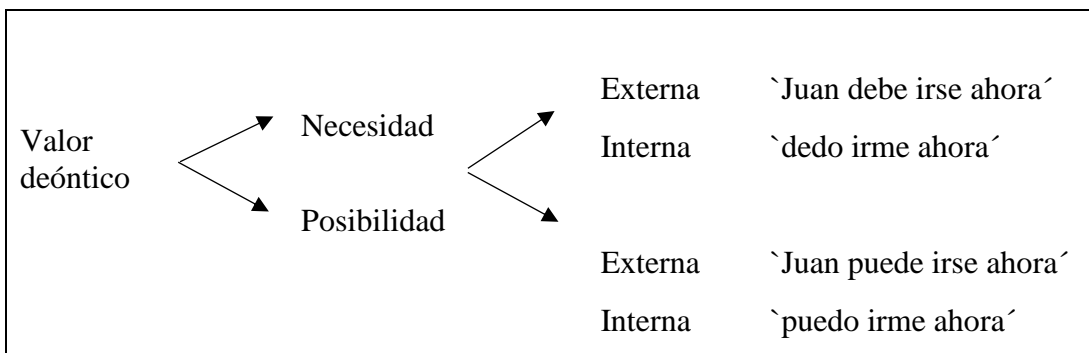 Valor
deóntico
Necesidad
Posibilidad
Externa `Juan debe irse ahora´
Interna `dedo irme ahora´
Externa `Juan puede irse ahora´
Interna `puedo irme ahora´